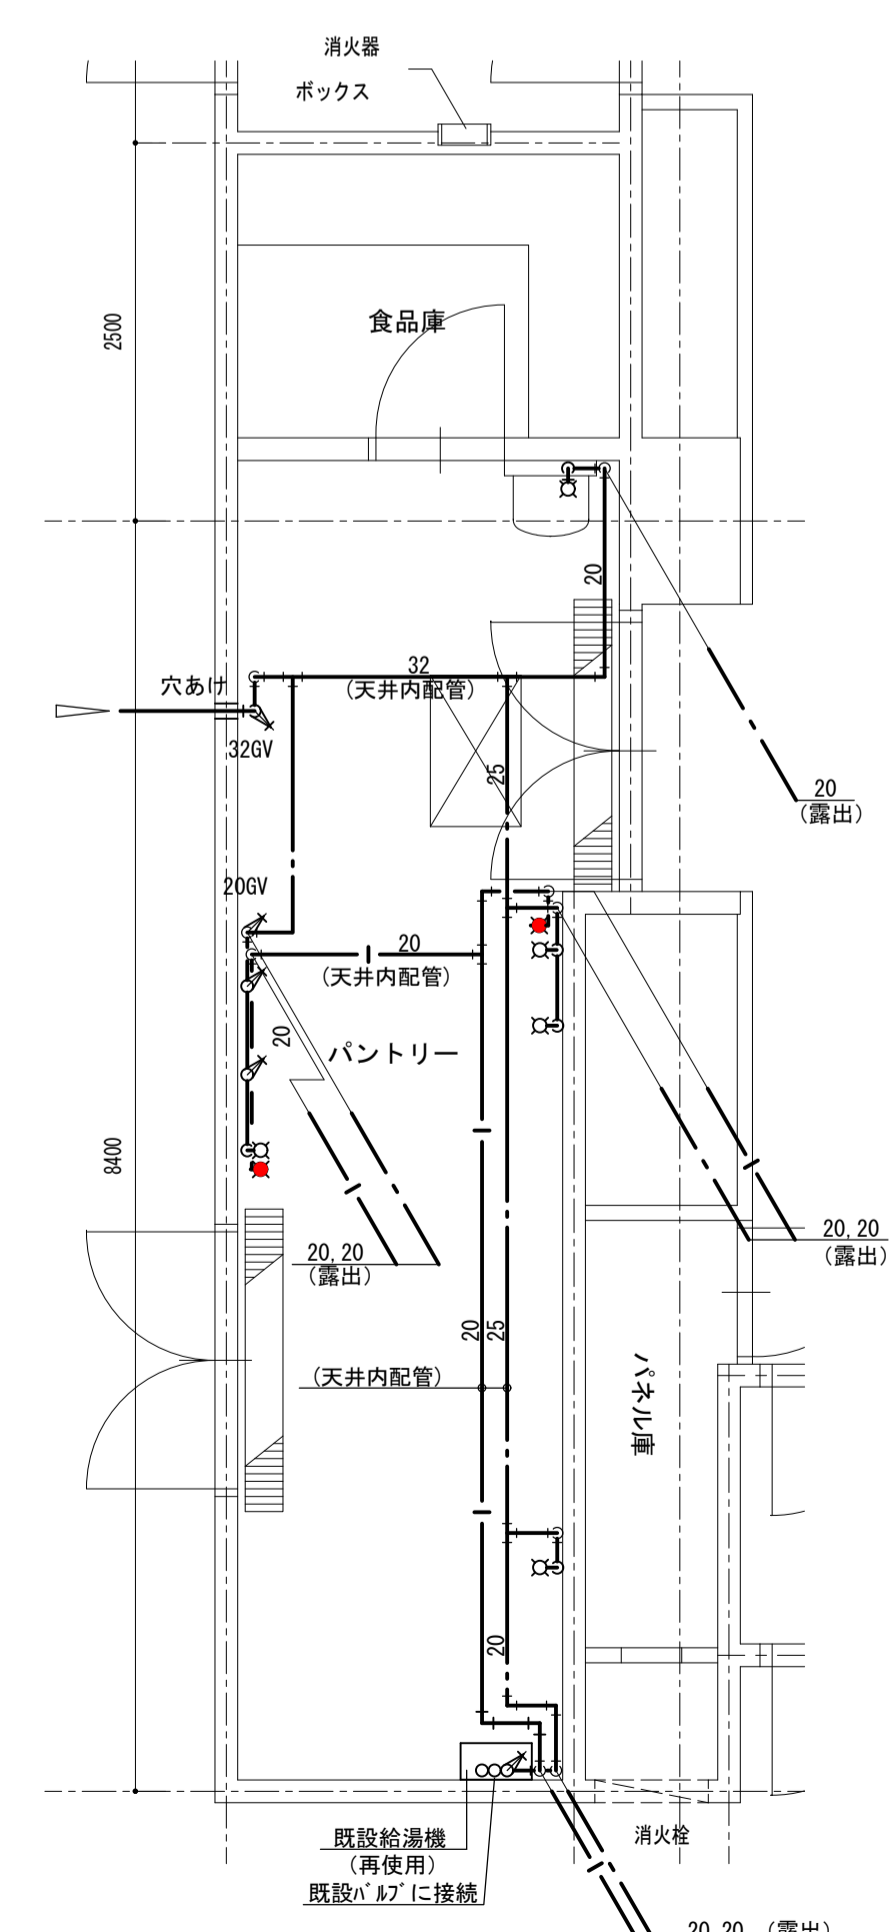 消火器
ボックス
2500
食品庫
20
穴あけ
32
(天井内配管)
32GV
25
20
(露出)
20GV
20
(天井内配管)
20
パントリー
8400
20,20
(露出)
20,20
(露出)
20
25
(天井内配管)
パネル庫
20
既設給湯機
(再使用)
既設バルブに接続
消火栓
20,20 (露出)